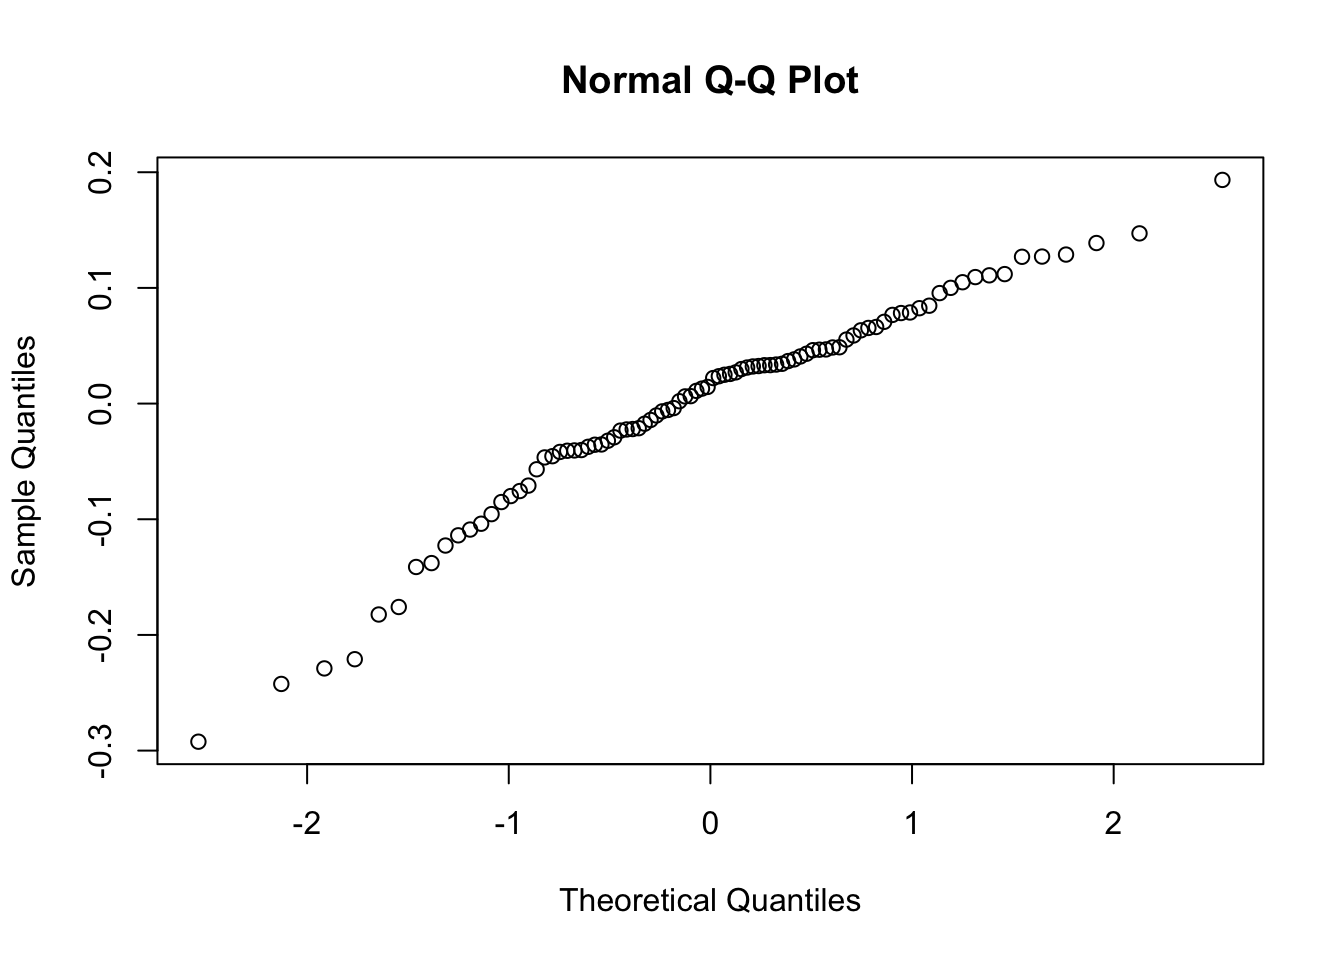 Normal Q-Q Plot
0.2
0.1
0.0
-0.1
-0.2
-0.3
Sample Quantiles
-2 -1 0 1 2
Theoretical Quantiles